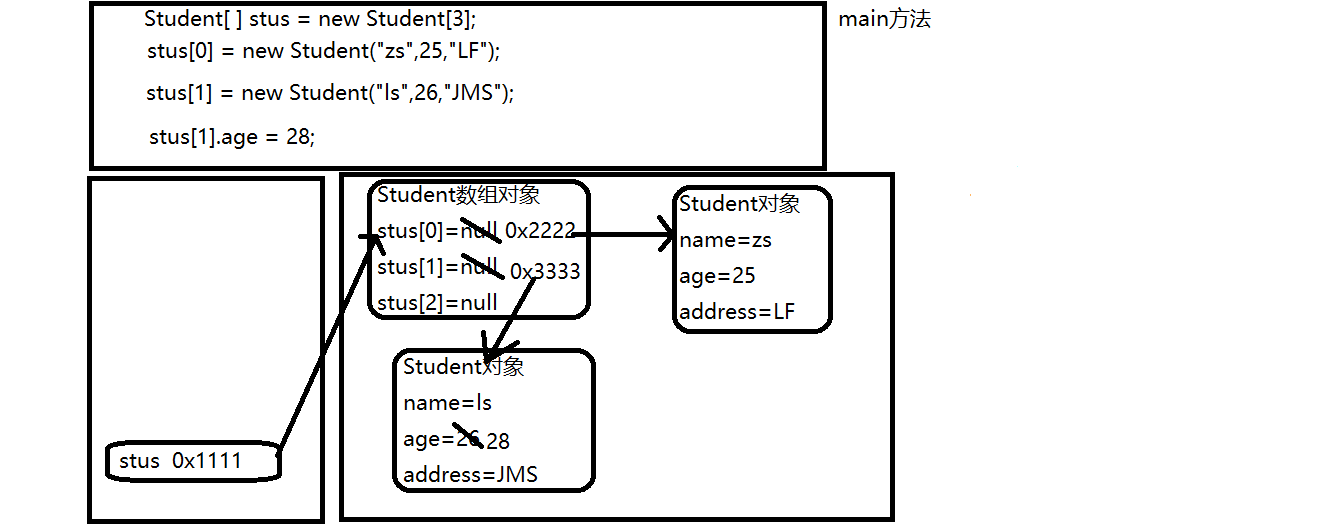 Student[ ] stus = new Student[3];
main方法
stus[0] = new Student("zs",25,"LF");
stus[1] = new Student("ls",26,"JMS");
stus[1].age = 28;
Student数组对象
stus[0]=null 0x2222
stus[1]=null 0x3333
stus[2]=null
Student对象
name=zs
age=25
address=LF
Student对象
name=ls
age=26 28
address=JMS
stus 0x1111